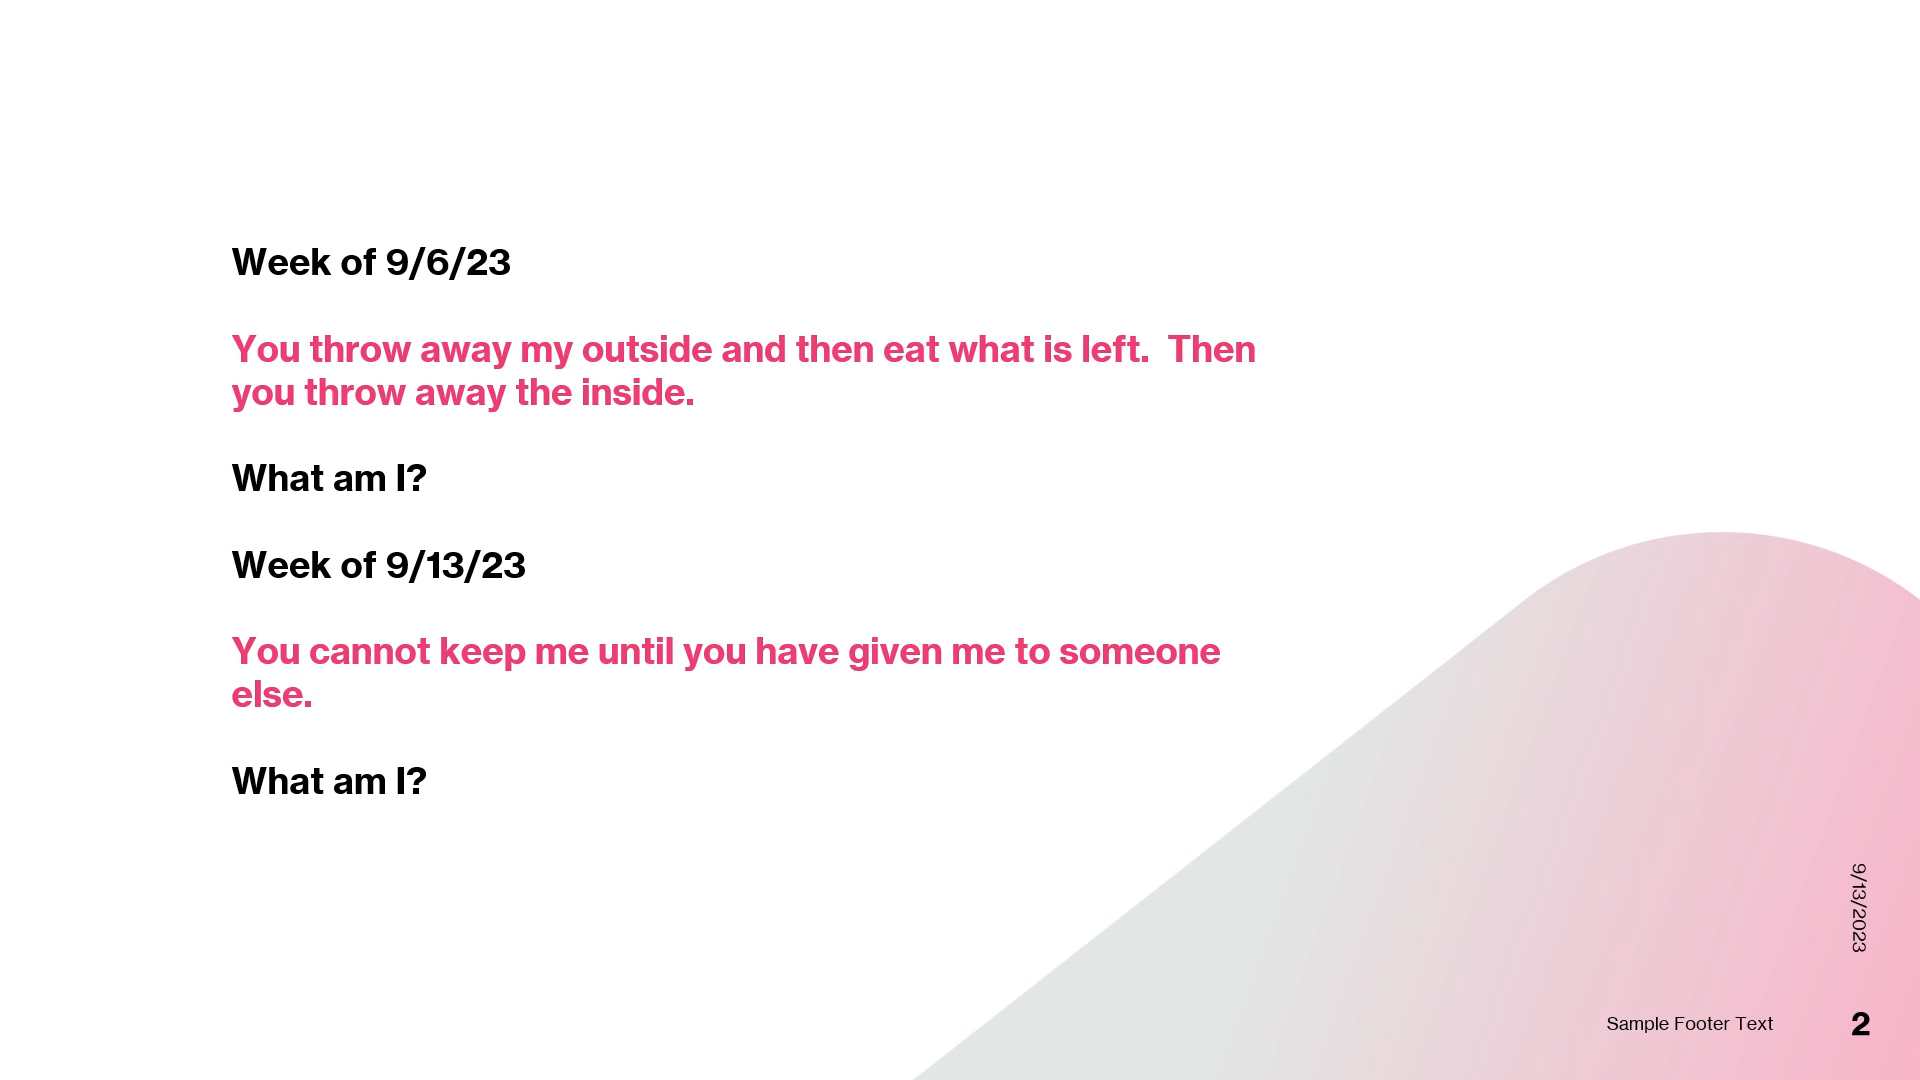 Week of 9/6/23
You throw away my outside and then eat what is left.  Then
you throw away the inside.
What am I?
Week of 9/13/23
You cannot keep me until you have given me to someone
else.
What am I?
9/13/2023
Sample Footer Text
2